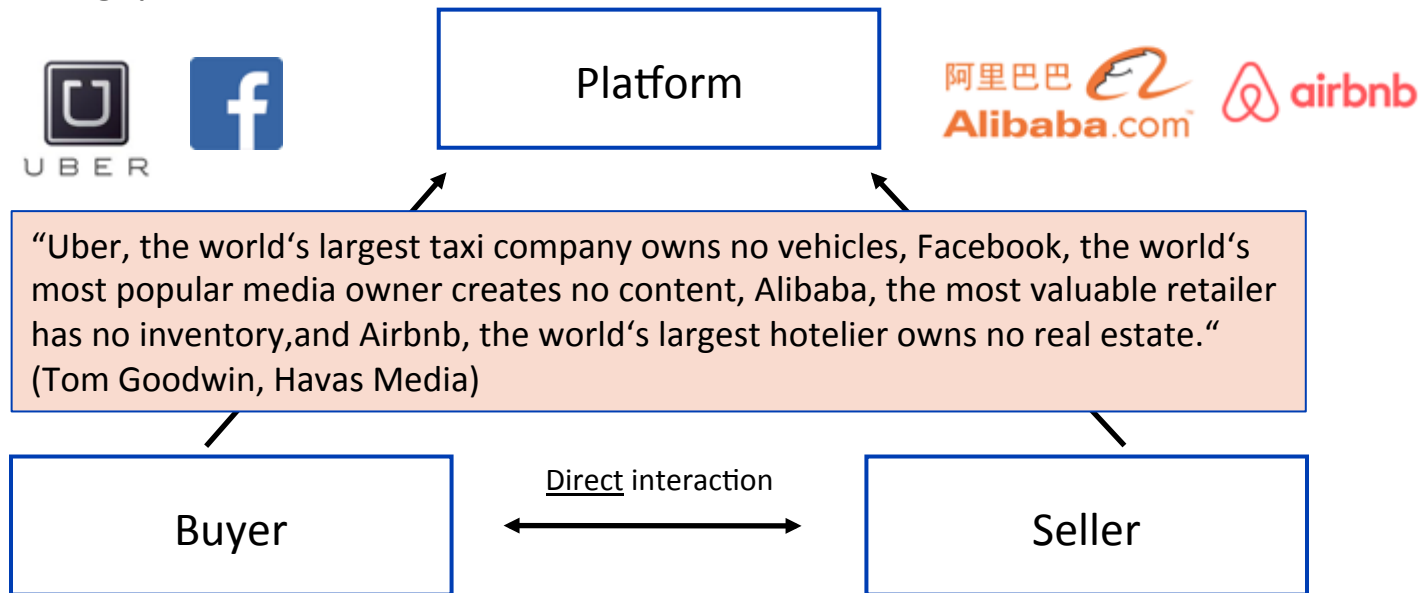 Platform
UBER
阿里巴巴
Alibaba.com
airbnb
“Uber, the world‘s largest taxi company owns no vehicles, Facebook, the world‘s
most popular media owner creates no content, Alibaba, the most valuable retailer
has no inventory,and Airbnb, the world‘s largest hotelier owns no real estate.“
(Tom Goodwin, Havas Media)
Direct interaction
Buyer
Seller